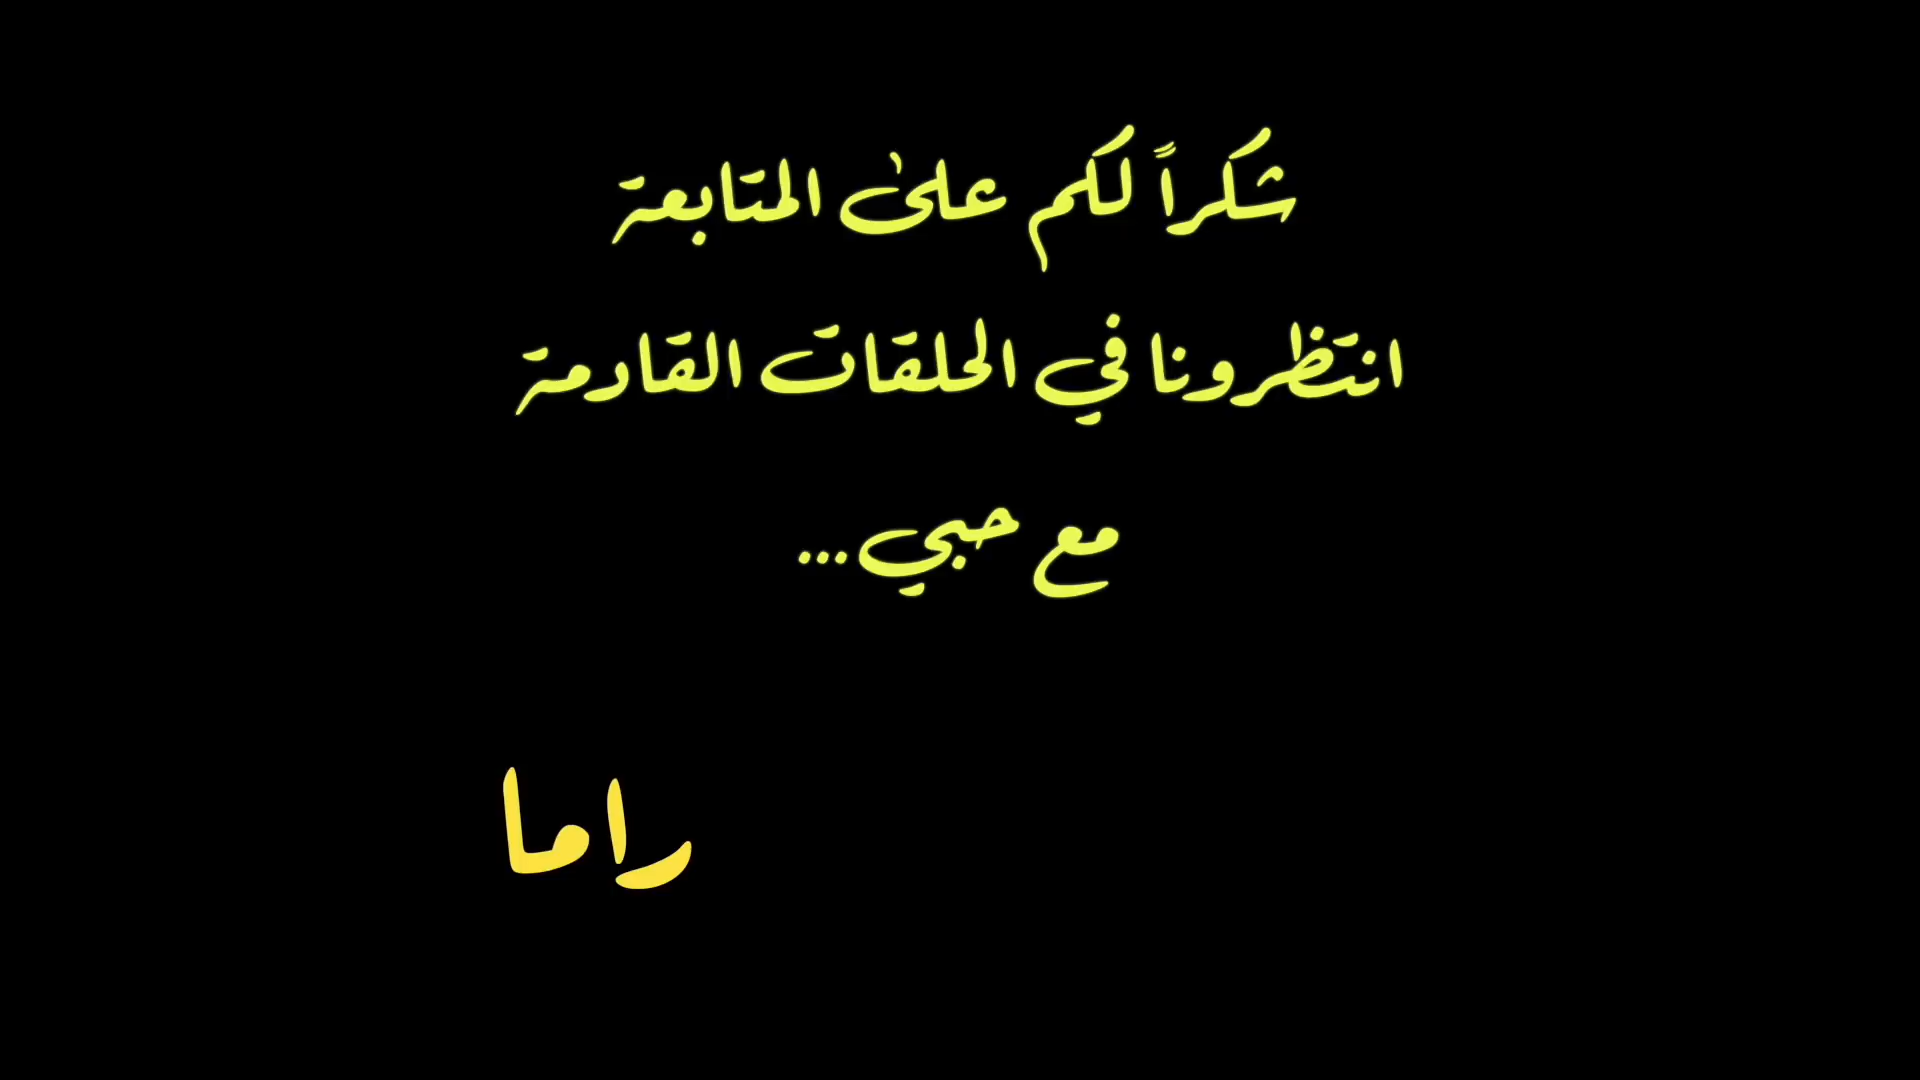 شكراً لكم على المتابعة
انتظرونا في الحلقات القادمة
مع حبي ...
راما